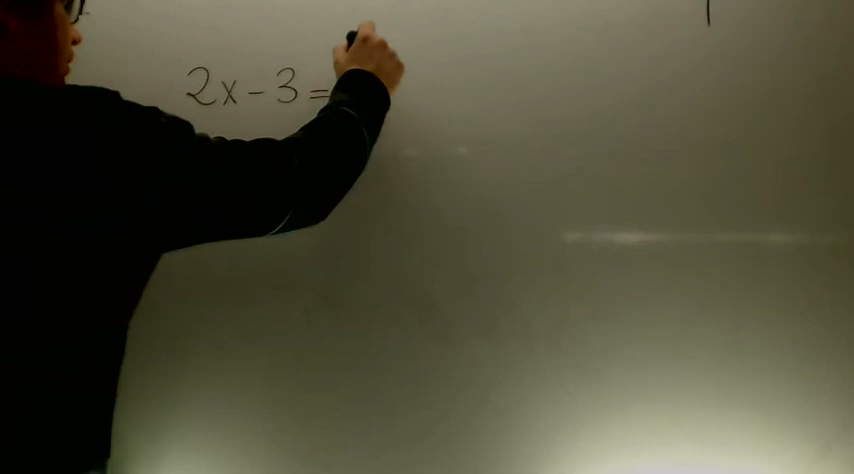 2x - 3 =